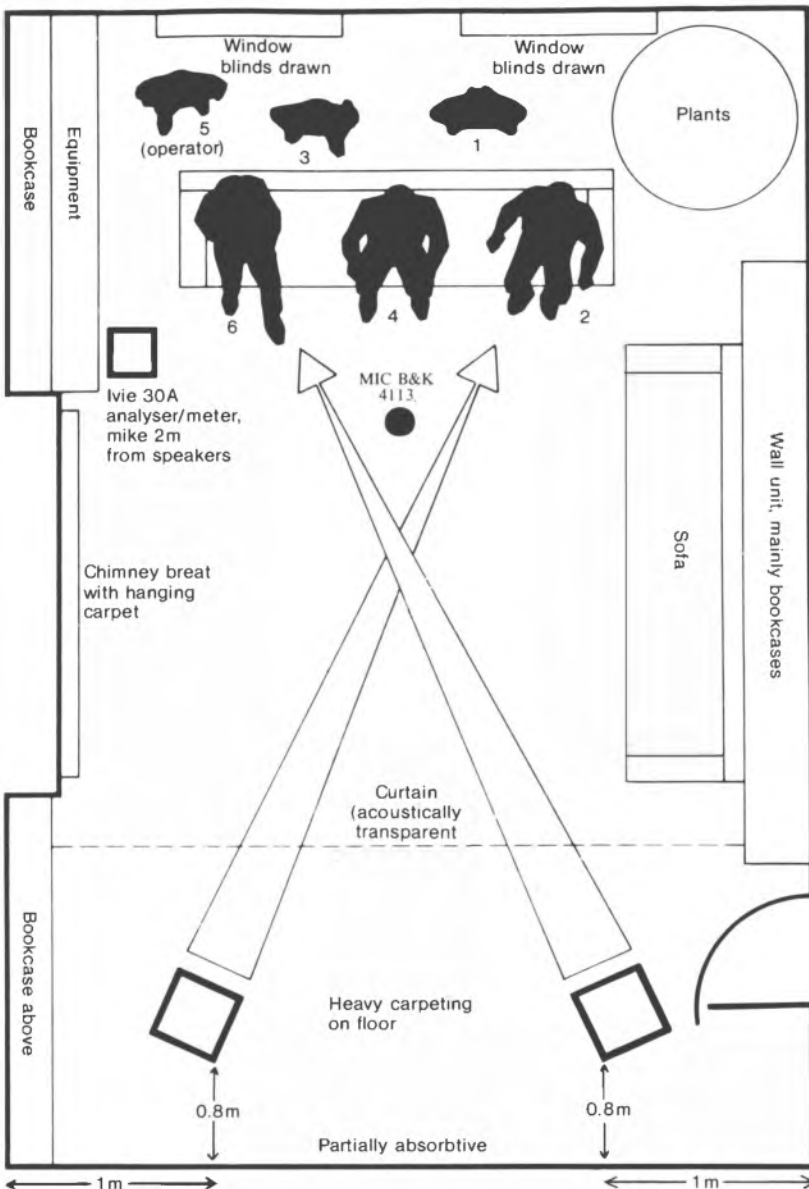 Window
blinds drawn
Window
blinds drawn
Bookcase
Equipment
5
(operator)
3
1
Plants
6
4
2
MIC B&K
4113.
Ivie 30A
analyser/meter,
mike 2m
from speakers
Chimney breat
with hanging
carpet
Sofa
Wall unit, mainly bookcases
Curtain
(acoustically
transparent
Bookcase above
Heavy carpeting
on floor
0.8m
0.8m
Partially absorbtive
1m
1m